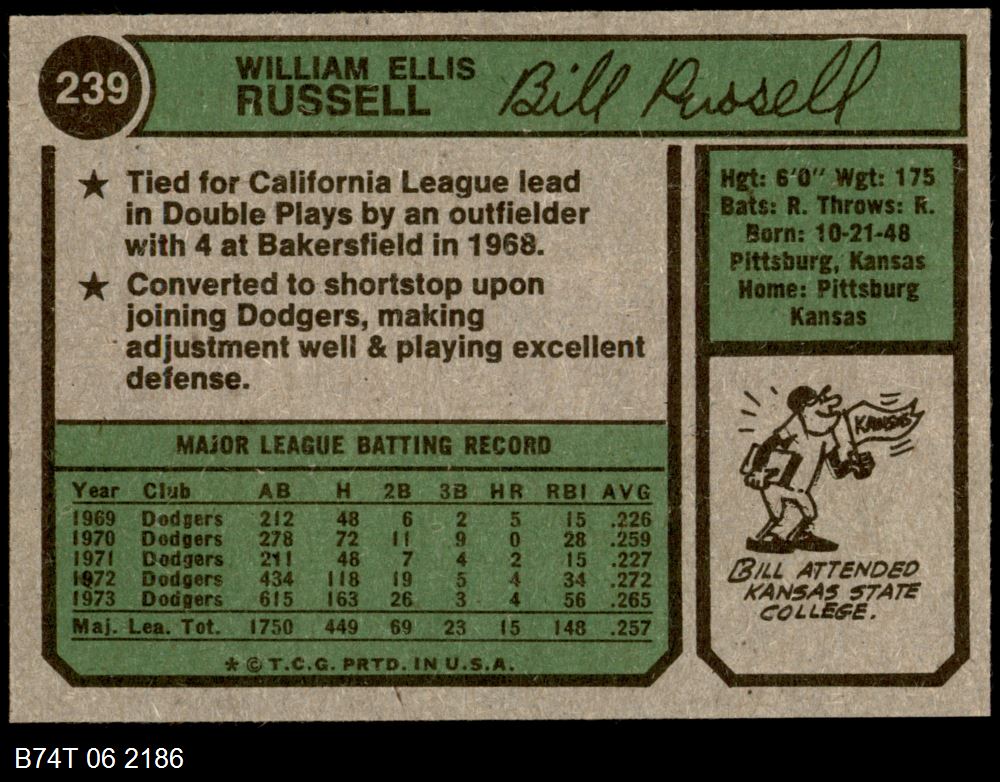 239
WILLIAM ELLIS
RUSSELL
Bill Russell
★ Tied for California League lead
in Double Plays by an outfielder
with 4 at Bakersfield in 1968.
★ Converted to shortstop upon
joining Dodgers, making
adjustment well & playing excellent
defense.
Hgt: 6'0" Wgt: 175
Bats: R. Throws: R.
Born: 10-21-48
Pittsburg, Kansas
Home: Pittsburg
Kansas
MAJOR LEAGUE BATTING RECORD
Year Club AB H 2B 3B HR RBI AVG
1969 Dodgers 212 48 6 2 5 15 .226
1970 Dodgers 278 72 11 9 0 28 .259
1971 Dodgers 211 48 7 4 2 15 .227
1972 Dodgers 434 118 19 5 4 34 .272
1973 Dodgers 615 163 26 3 4 56 .265
Maj. Lea. Tot. 1750 449 69 23 15 148 .257
* © T.C.G. PRTD. IN U.S.A.
KANSAS
BILL ATTENDED
KANSAS STATE
COLLEGE.
B74T 06 2186